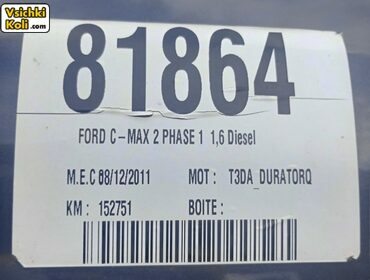 Vsichki
Koli.com
81864
FORD C-MAX 2 PHASE 1 1,6 Diesel
M.E.C 08/12/2011 MOT : T3DA_DURATORQ
KM : 152751 BOITE :